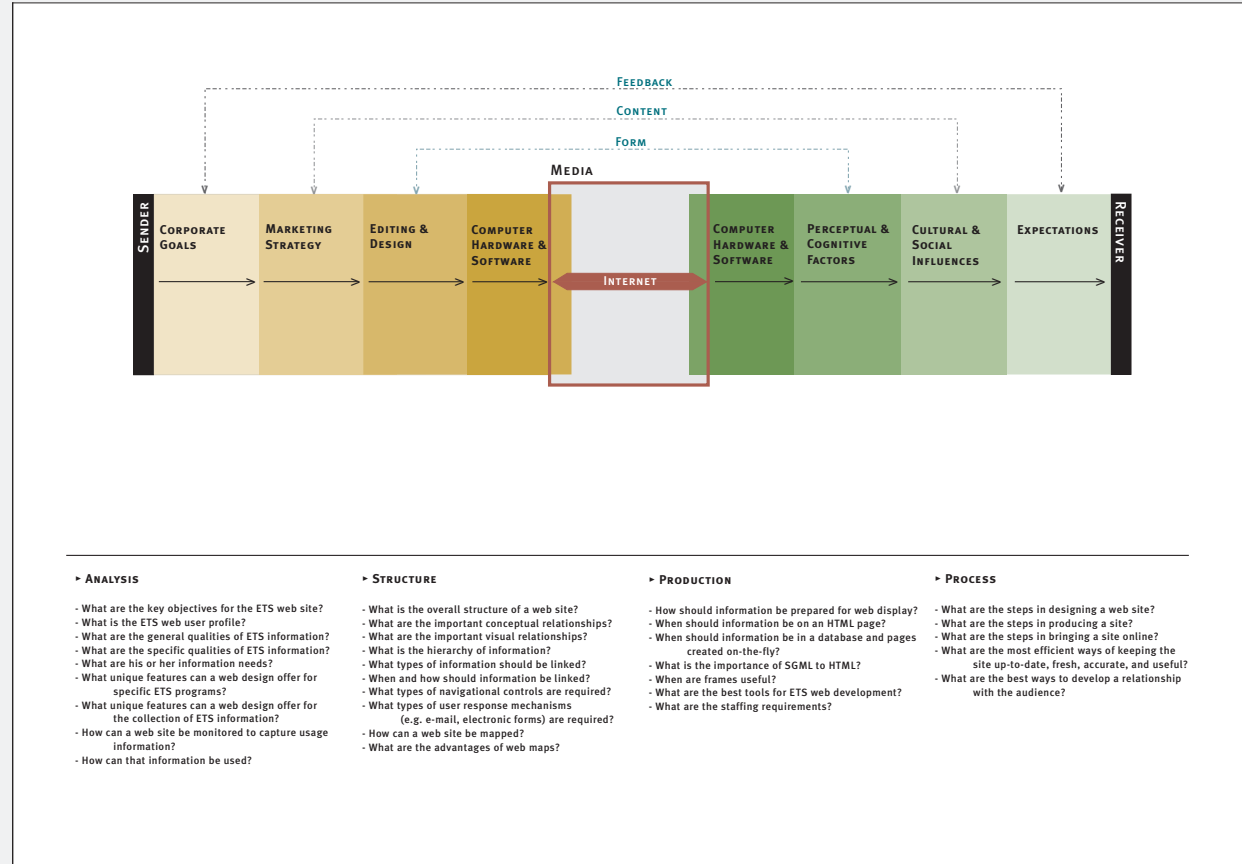 FEEDBACK
CONTENT
FORM
MEDIA
SENDER
CORPORATE
GOALS
MARKETING
STRATEGY
EDITING &
DESIGN
COMPUTER
HARDWARE &
SOFTWARE
INTERNET
COMPUTER
HARDWARE &
SOFTWARE
PERCEPTUAL &
COGNITIVE
FACTORS
CULTURAL &
SOCIAL
INFLUENCES
EXPECTATIONS
RECEIVER
▸ ANALYSIS
- What are the key objectives for the ETS web site?
- What is the ETS web user profile?
- What are the general qualities of ETS information?
- What are the specific qualities of ETS information?
- What are his or her information needs?
- What unique features can a web design offer for
specific ETS programs?
- What unique features can a web design offer for
the collection of ETS information?
- How can a web site be monitored to capture usage
information?
- How can that information be used?
▸ STRUCTURE
- What is the overall structure of a web site?
- What are the important conceptual relationships?
- What are the important visual relationships?
- What is the hierarchy of information?
- What types of information should be linked?
- When and how should information be linked?
- What types of navigational controls are required?
- What types of user response mechanisms
(e.g. e-mail, electronic forms) are required?
- How can a web site be mapped?
- What are the advantages of web maps?
▸ PRODUCTION
- How should information be prepared for web display?
- When should information be on an HTML page?
- When should information be in a database and pages
created on-the-fly?
- What is the importance of SGML to HTML?
- When are frames useful?
- What are the best tools for ETS web development?
- What are the staffing requirements?
▸ PROCESS
- What are the steps in designing a web site?
- What are the steps in producing a site?
- What are the steps in bringing a site online?
- What are the most efficient ways of keeping the
site up-to-date, fresh, accurate, and useful?
- What are the best ways to develop a relationship
with the audience?